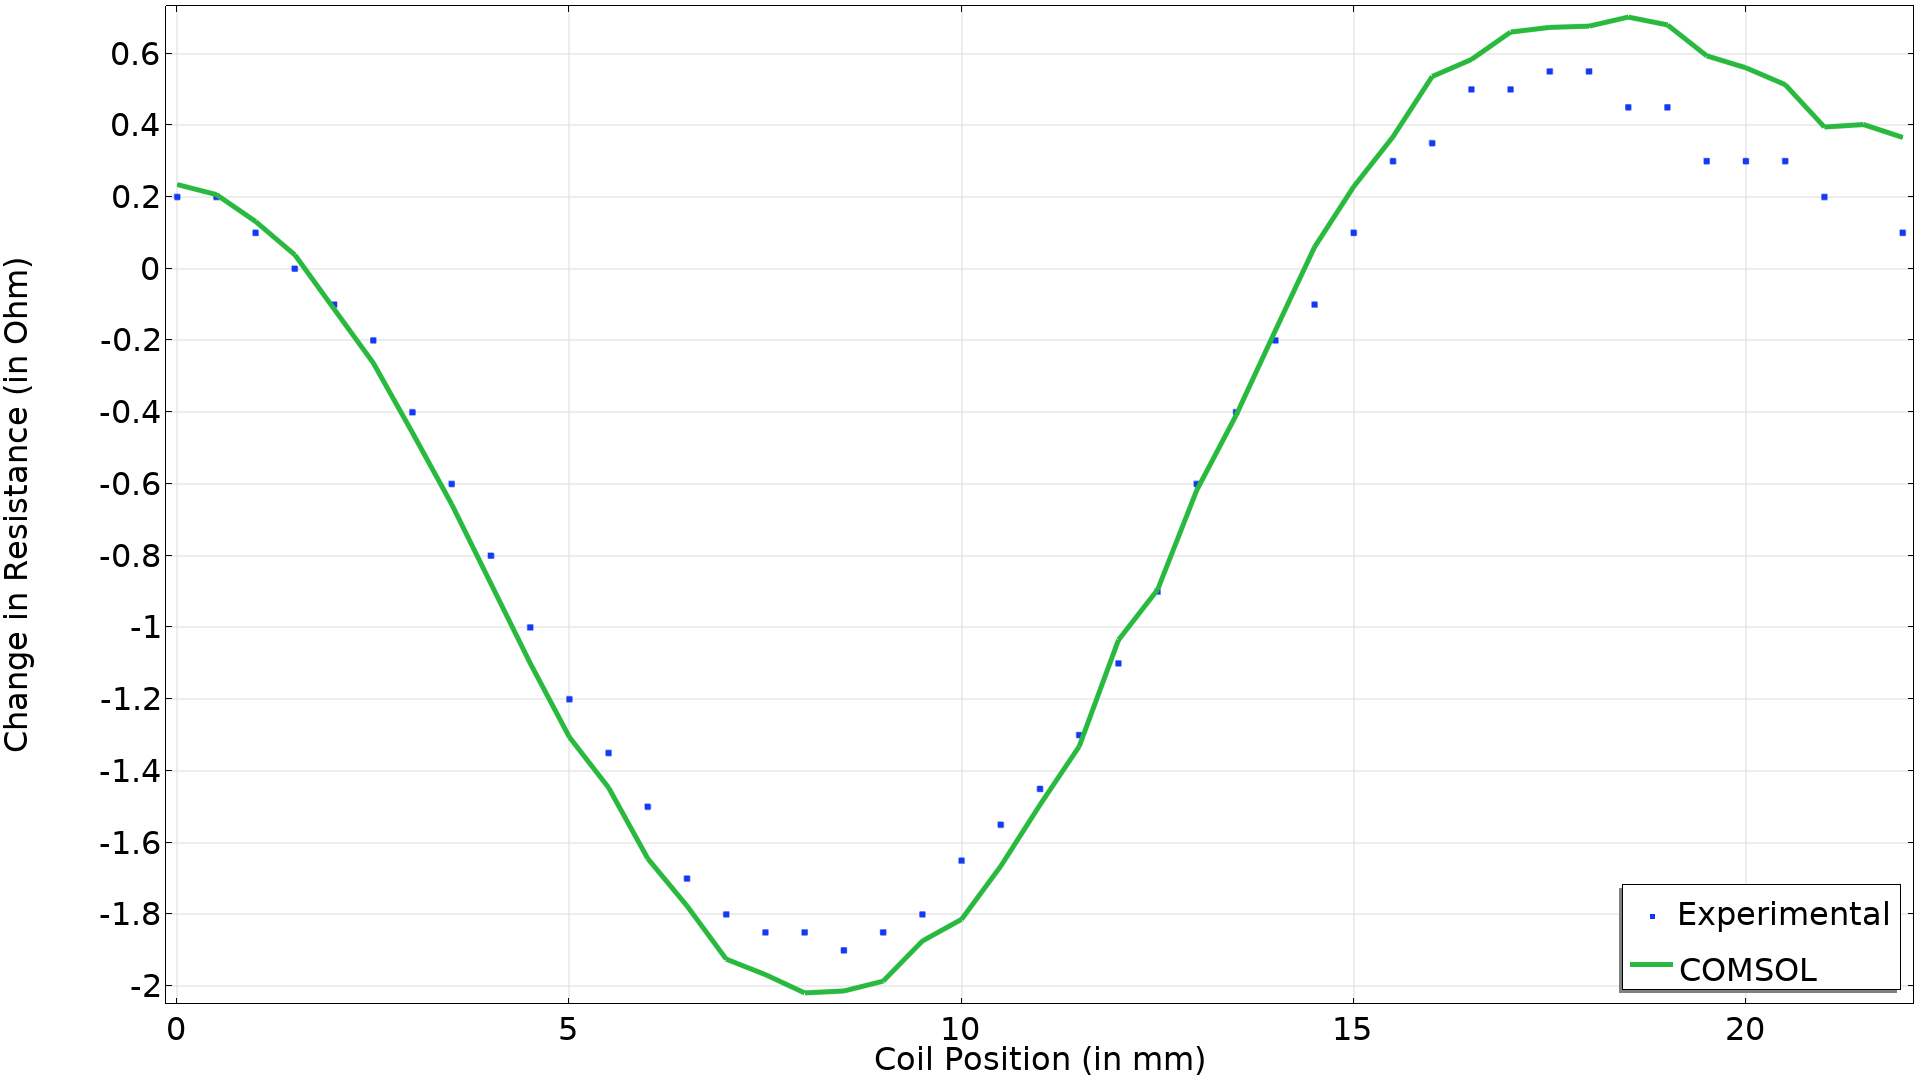 Change in Resistance (in Ohm)
0.6
0.4
0.2
0
-0.2
-0.4
-0.6
-0.8
-1
-1.2
-1.4
-1.6
-1.8
-2
Experimental
COMSOL
0 5 10 15 20
Coil Position (in mm)